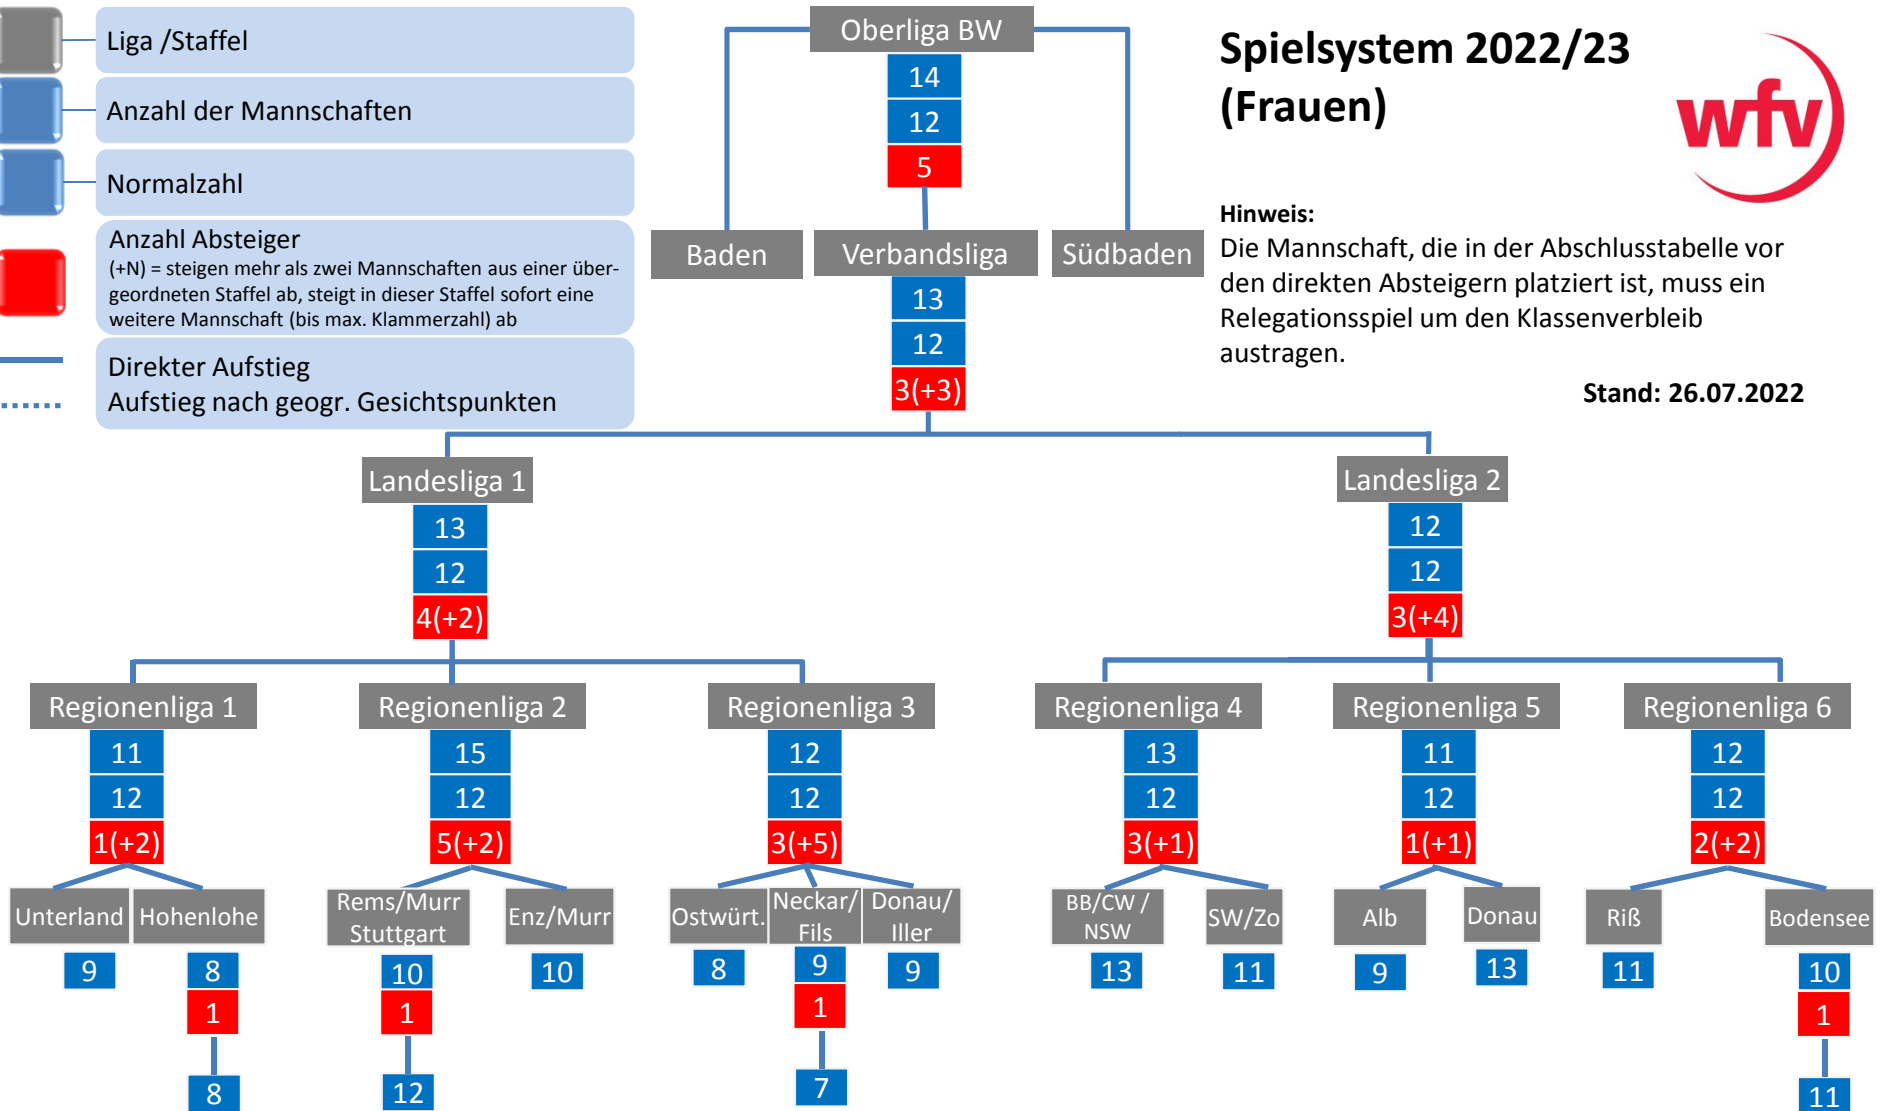 Liga /Staffel
Anzahl der Mannschaften
Normalzahl
Anzahl Absteiger
(+N) = steigen mehr als zwei Mannschaften aus einer über-
geordneten Staffel ab, steigt in dieser Staffel sofort eine
weitere Mannschaft (bis max. Klammerzahl) ab
Direkter Aufstieg
Aufstieg nach geogr. Gesichtspunkten
Oberliga BW
14
12
5
Spielsystem 2022/23
(Frauen)
wfv
Hinweis:
Die Mannschaft, die in der Abschlusstabelle vor
den direkten Absteigern platziert ist, muss ein
Relegationsspiel um den Klassenverbleib
austragen.
Stand: 26.07.2022
Baden
Verbandsliga
Südbaden
13
12
3(+3)
Landesliga 1
13
12
4(+2)
Landesliga 2
12
12
3(+4)
Regionenliga 1
11
12
1(+2)
Regionenliga 2
15
12
5(+2)
Regionenliga 3
12
12
3(+5)
Regionenliga 4
13
12
3(+1)
Regionenliga 5
11
12
1(+1)
Regionenliga 6
12
12
2(+2)
Unterland
9
Hohenlohe
8
1
8
Rems/Murr
Stuttgart
10
1
12
Enz/Murr
10
Ostwürt.
8
Neckar/
Fils
9
1
7
Donau/
Iller
9
BB/CW /
NSW
13
SW/Zo
11
Alb
9
Donau
13
Riß
11
Bodensee
10
1
11